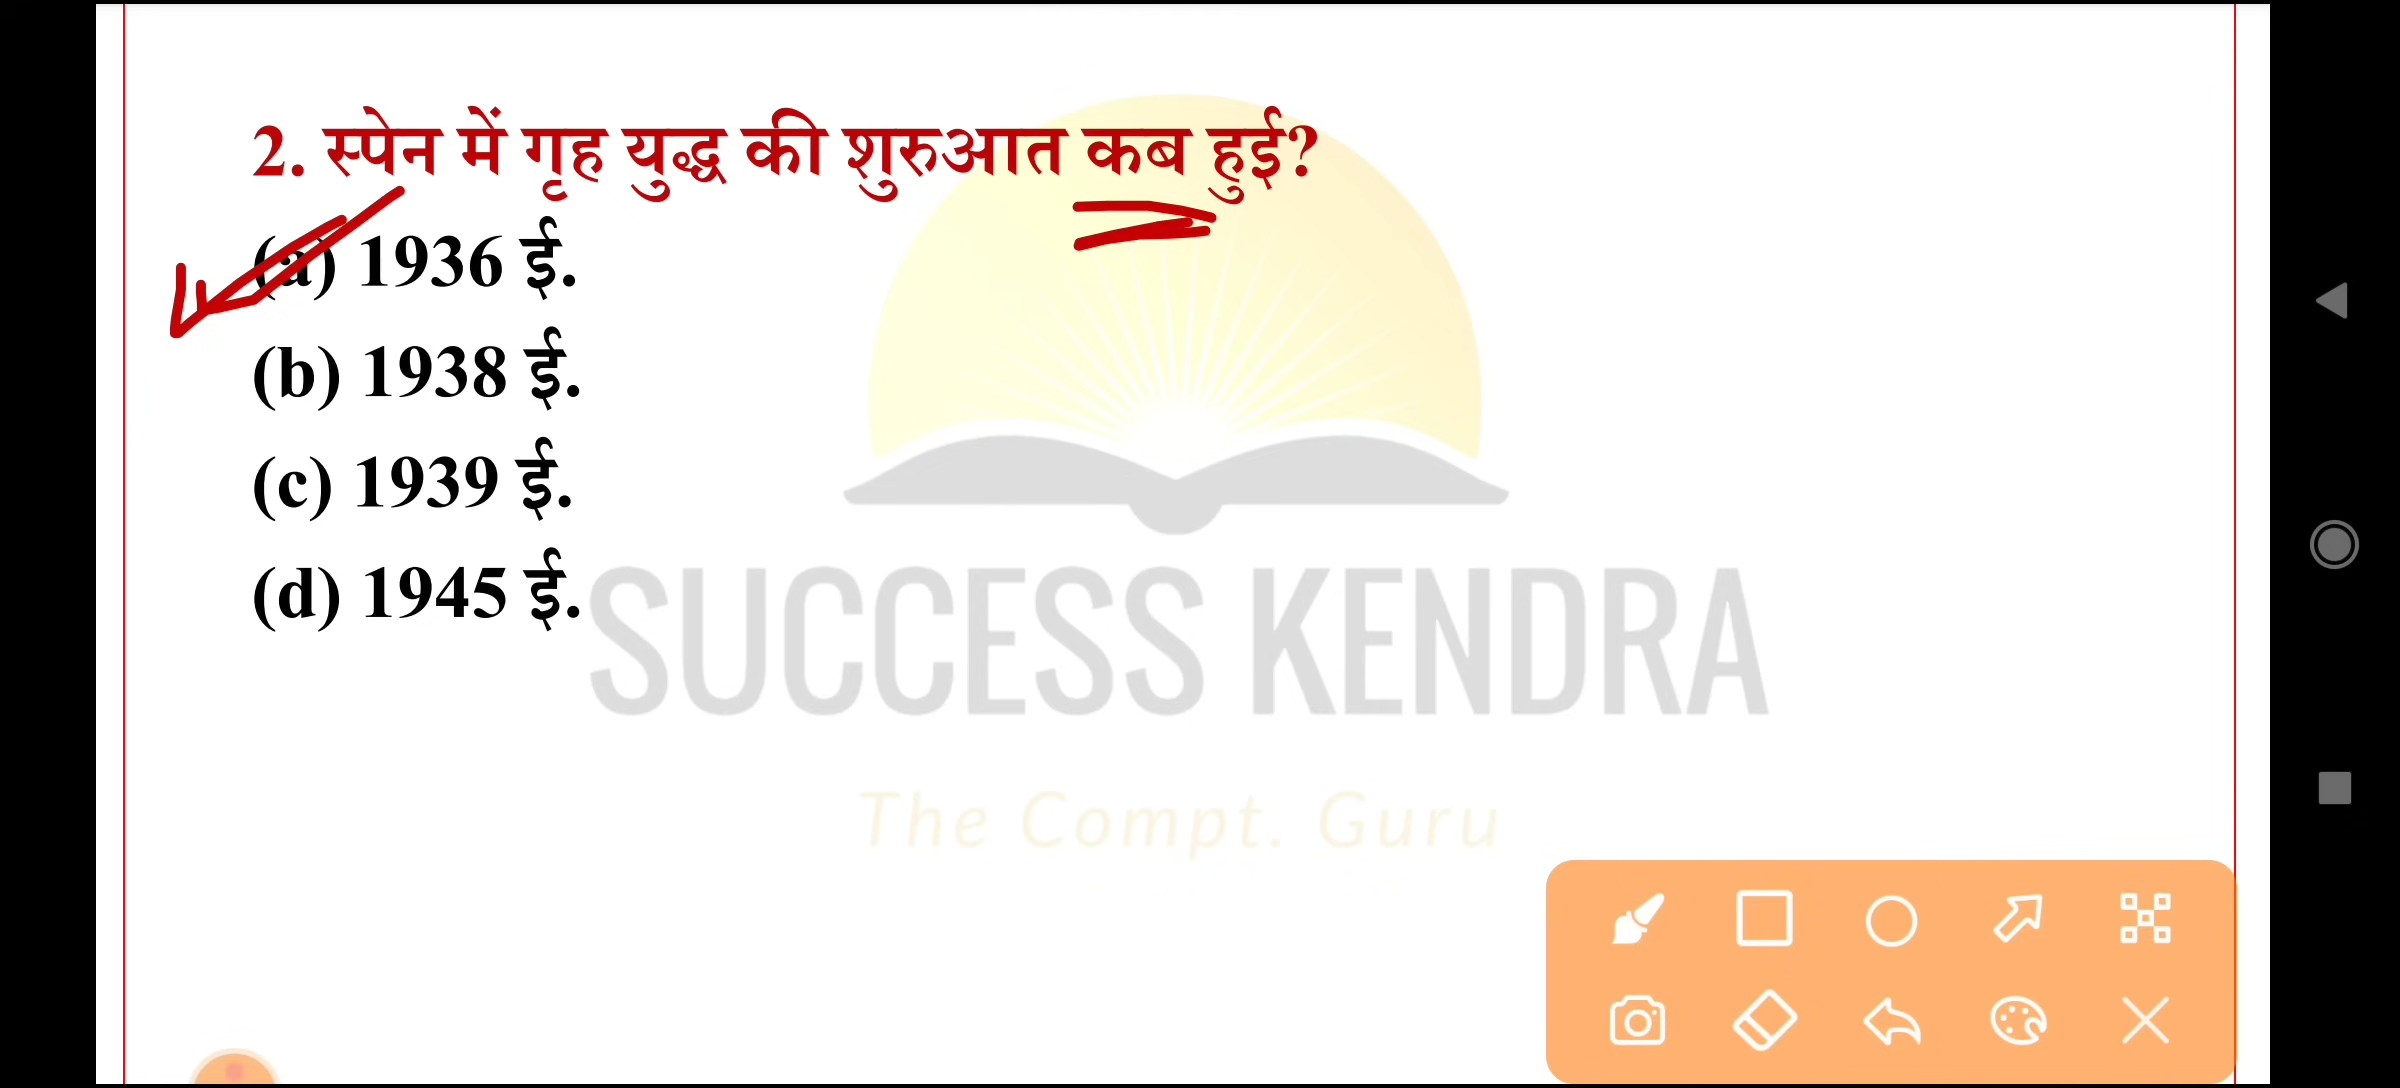 2. स्पेन में गृह युद्ध की शुरुआत कब हुई?
(a) 1936 ई.
(b) 1938 ई.
(c) 1939 ई.
(d) 1945 ई.
SUCCESS KENDRA
The Compt. Guru